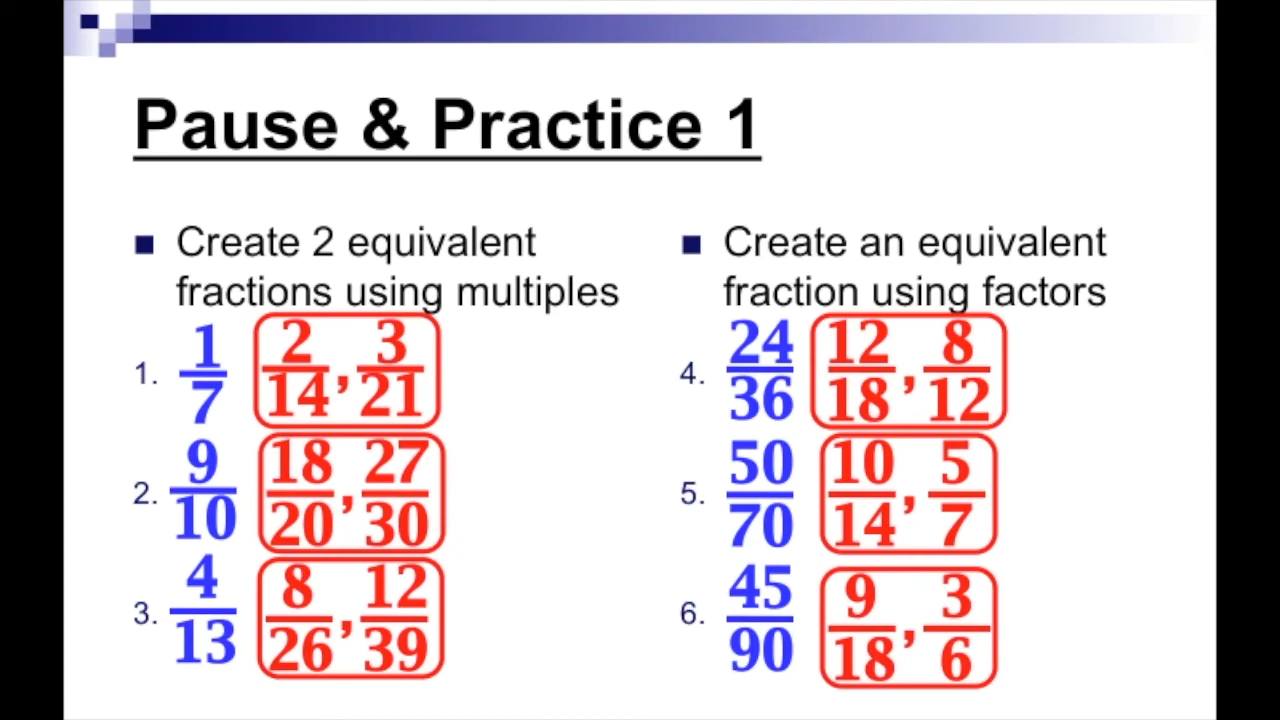 Pause & Practice 1
Create 2 equivalent
fractions using multiples
1. 1/7 2/14, 3/21
2. 9/10 18/20, 27/30
3. 4/13 8/26, 12/39
Create an equivalent
fraction using factors
4. 24/36 12/18, 8/12
5. 50/70 10/14, 5/7
6. 45/90 9/18, 3/6